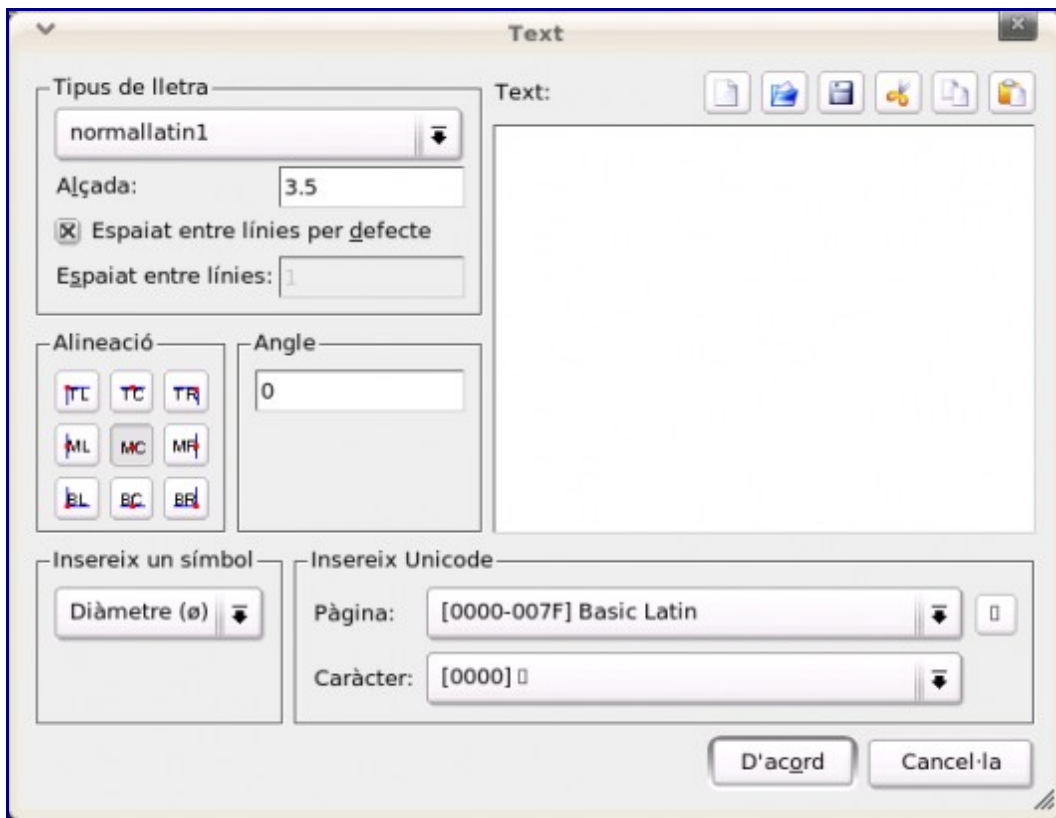 Text
Tipus de lletra
normallatin1
Alçada: 3.5
Espaiat entre línies per defecte
Espaiat entre línies: 1
Text:
Alineació
TL TC TR
ML MC MR
BL BC BR
Angle
0
Insereix un símbol
Diàmetre (ø)
Insereix Unicode
Pàgina: [0000-007F] Basic Latin
Caràcter: [0000] ▯
D'acord
Cancel·la